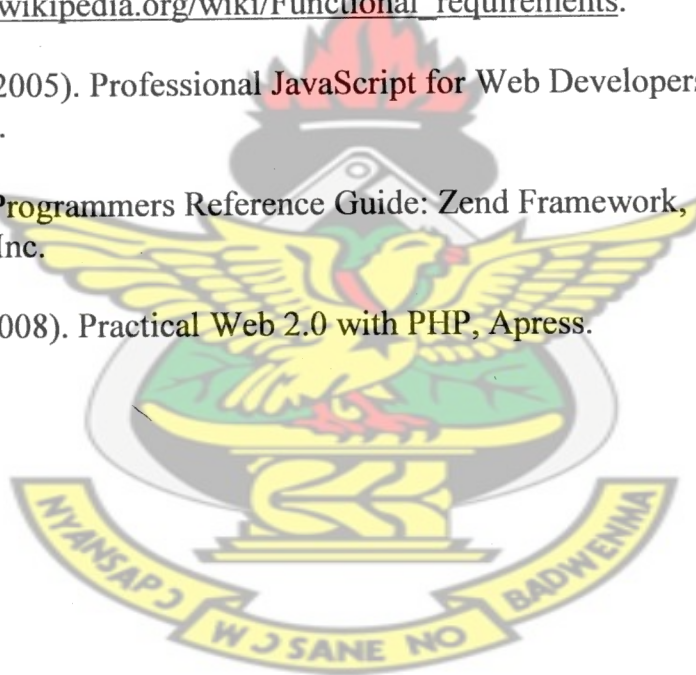 wikipedia.org/wiki/Functional_requirements.
2005). Professional JavaScript for Web Developers
.
Programmers Reference Guide: Zend Framework,
Inc.
008). Practical Web 2.0 with PHP, Apress.
NYANSAPƆ
WƆSANE NO
BADWENMA